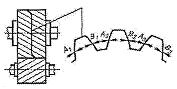 A₁ B₁ A₂ B₂ A₃ B₃